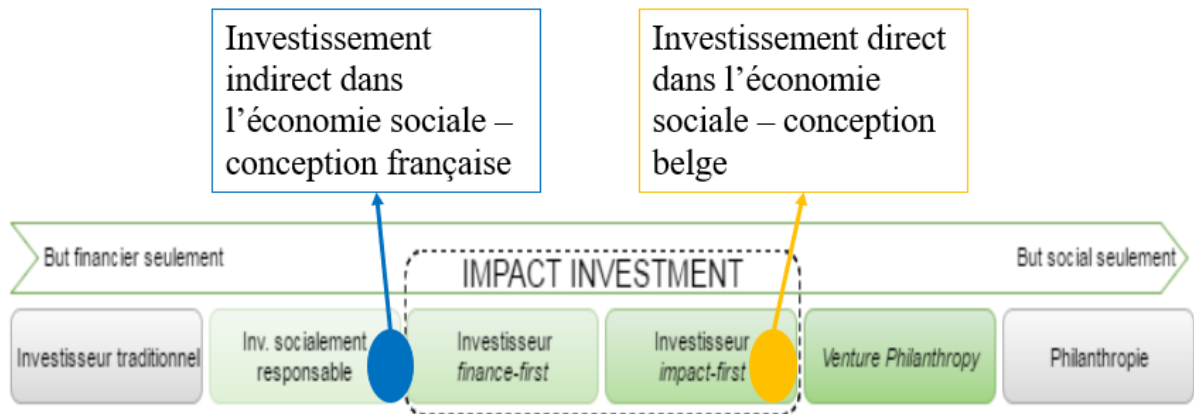 Investissement
indirect dans
l’économie sociale –
conception française
Investissement direct
dans l’économie
sociale – conception
belge
But financier seulement
IMPACT INVESTMENT
But social seulement
Investisseur traditionnel
Inv. socialement
responsable
Investisseur
finance-first
Investisseur
impact-first
Venture Philanthropy
Philanthropie